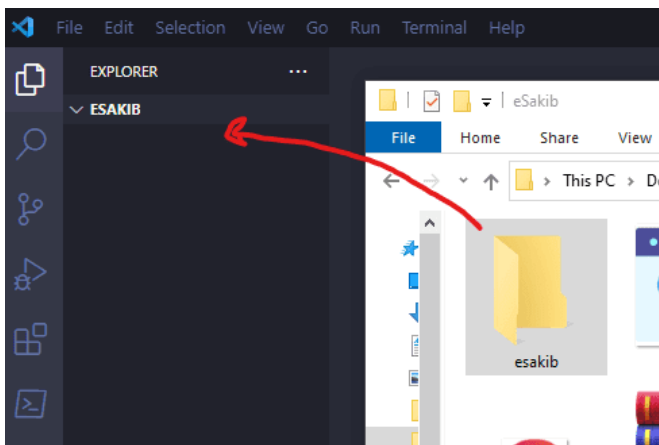 File Edit Selection View Go Run Terminal Help
EXPLORER
ESAKIB
eSakib
File Home Share View
This PC
esakib